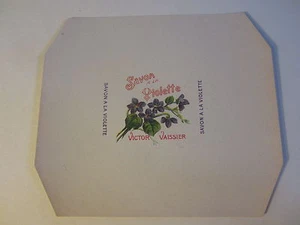 Savon
A LA
Violette
VICTOR VAISSIER
SAVON A LA VIOLETTE
SAVON A LA VIOLETTE